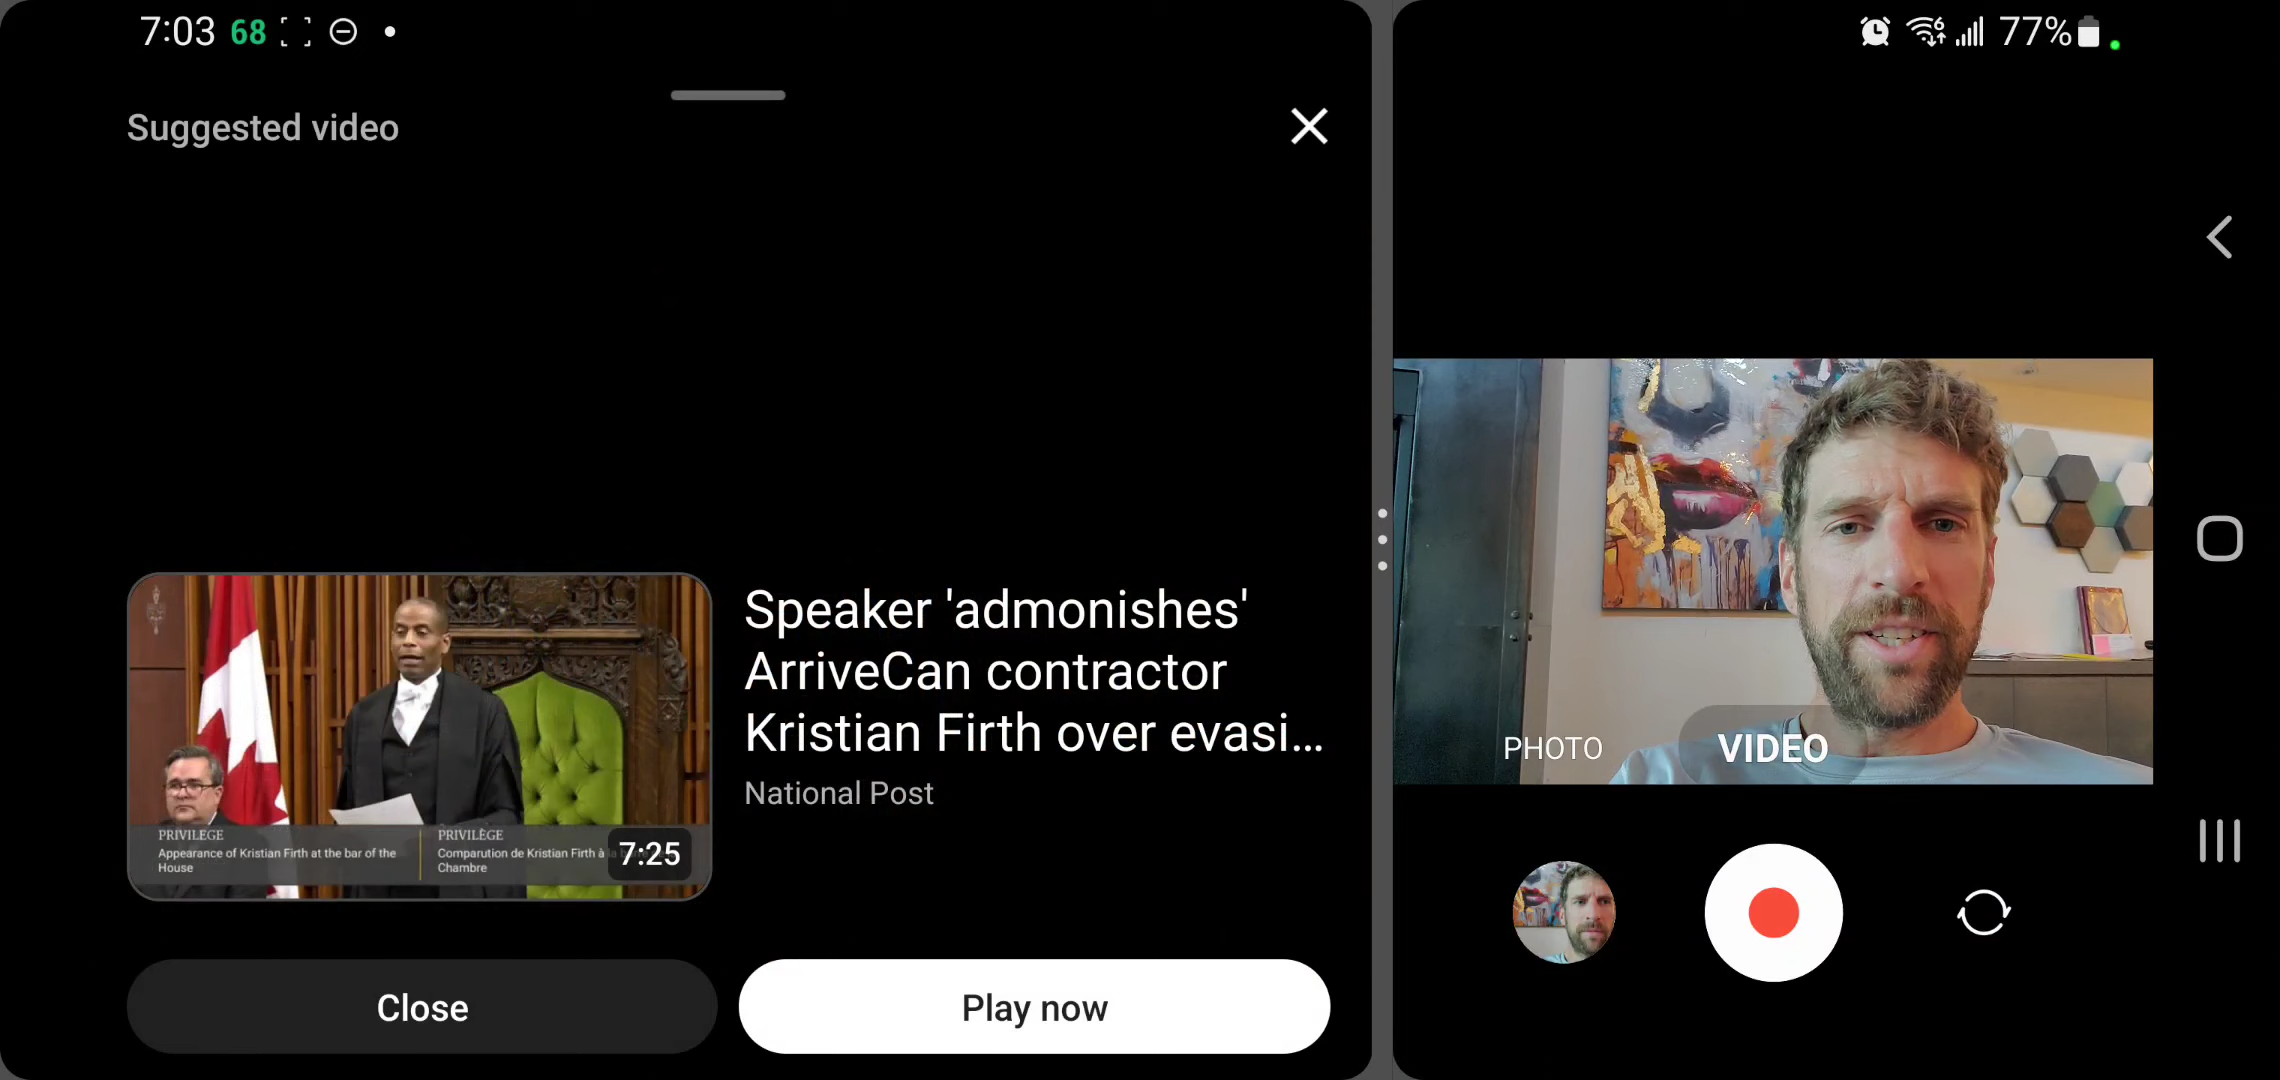 7:03 68
77%
Suggested video
Speaker 'admonishes'
ArriveCan contractor
Kristian Firth over evasi...
National Post
PRIVILEGE
Appearance of Kristian Firth at the bar of the
House
PRIVILÈGE
Comparution de Kristian Firth à la
Chambre
7:25
Close
Play now
PHOTO
VIDEO